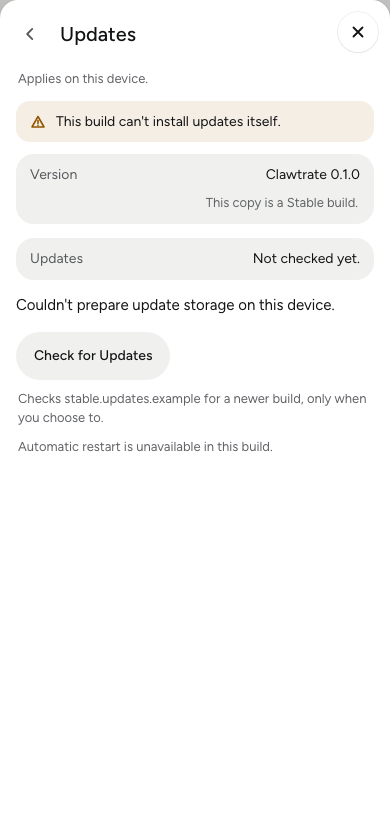 Updates
Applies on this device.
This build can't install updates itself.
Version Clawtrate 0.1.0
This copy is a Stable build.
Updates Not checked yet.
Couldn't prepare update storage on this device.
Check for Updates
Checks stable.updates.example for a newer build, only when
you choose to.
Automatic restart is unavailable in this build.